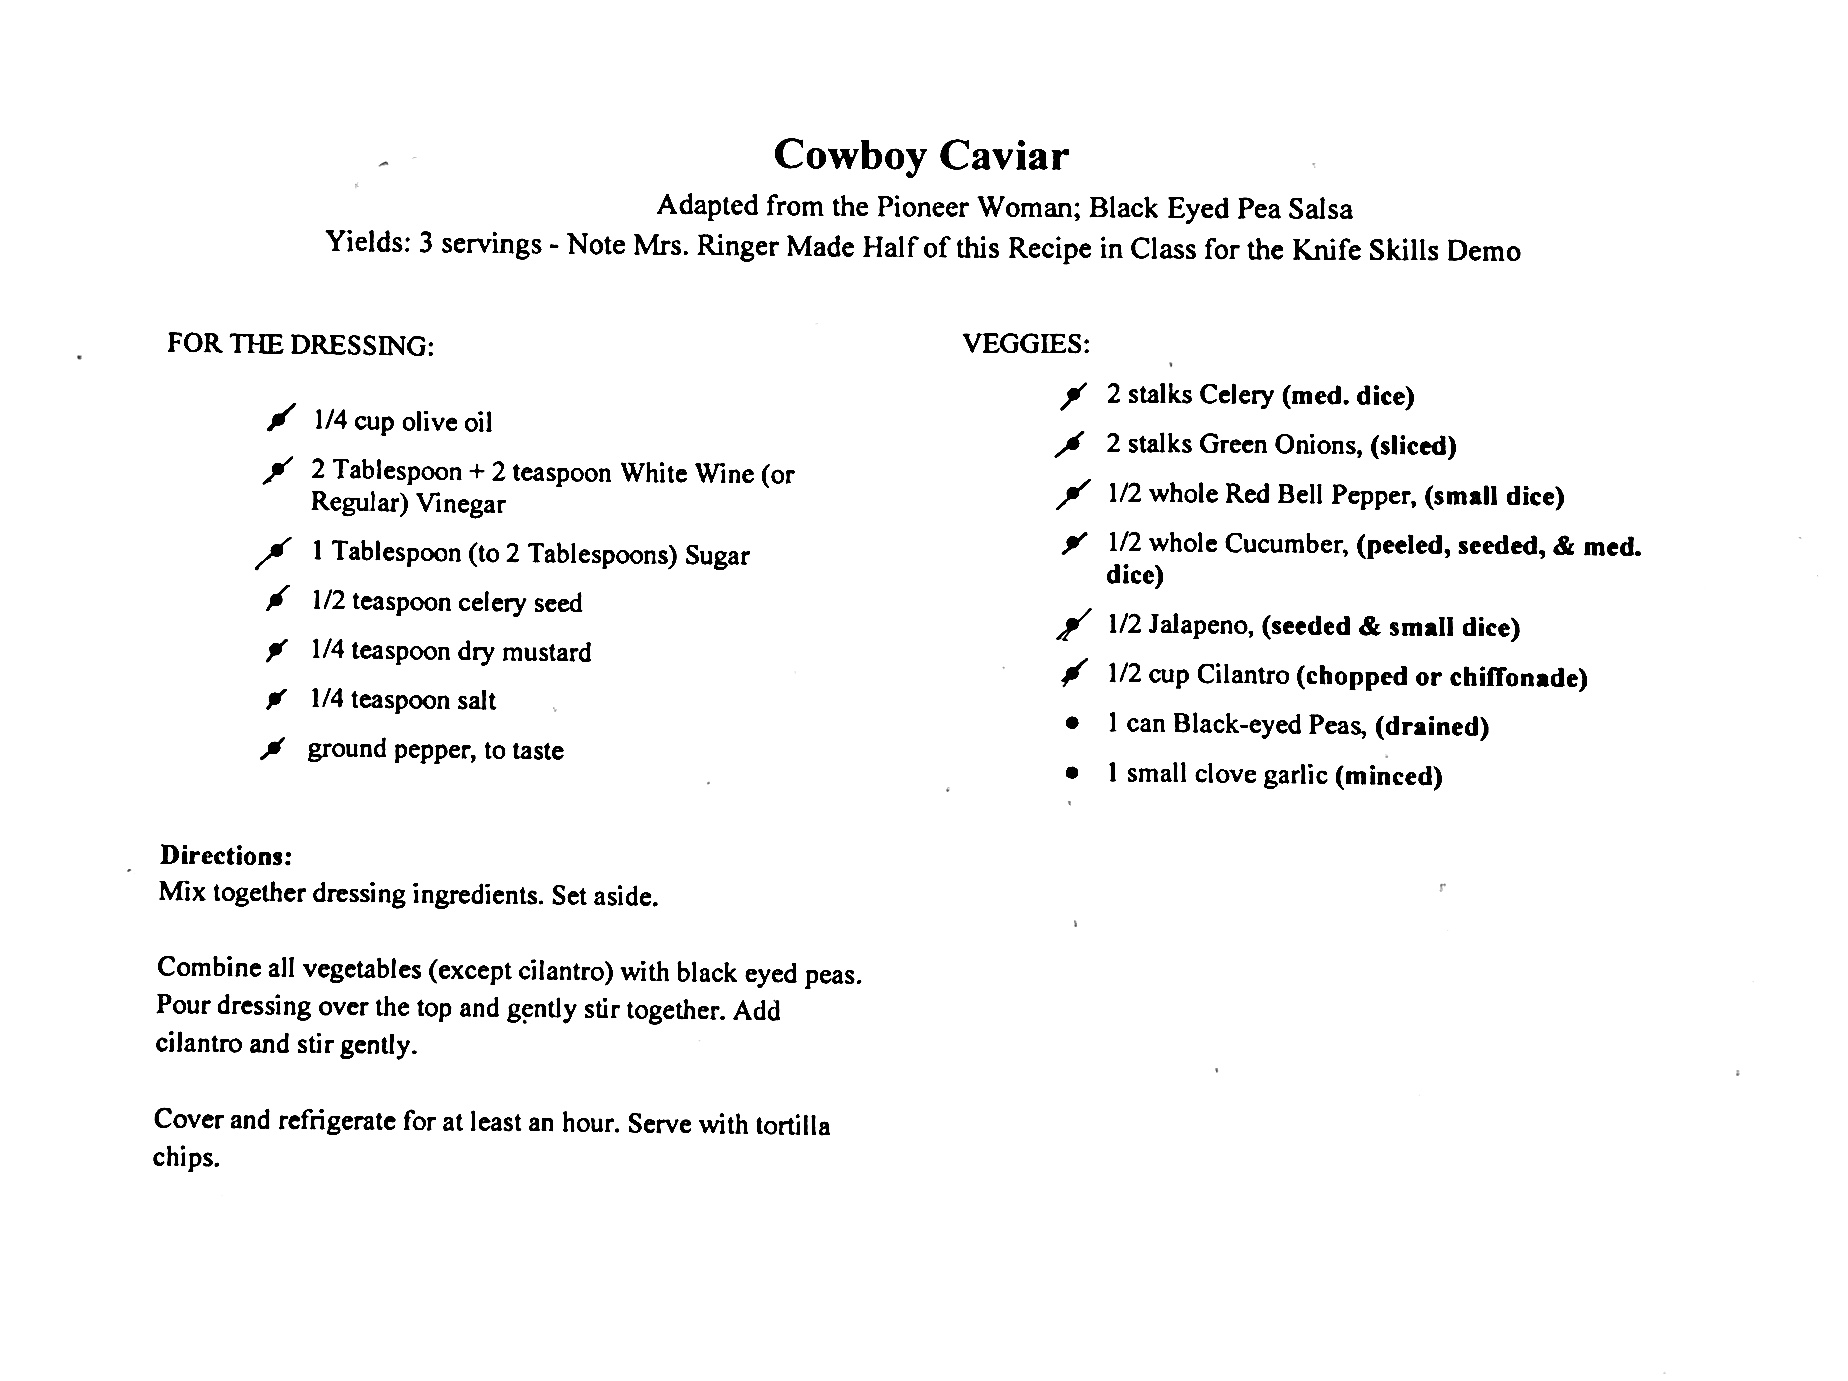 Cowboy Caviar
Adapted from the Pioneer Woman; Black Eyed Pea Salsa
Yields: 3 servings - Note Mrs. Ringer Made Half of this Recipe in Class for the Knife Skills Demo
FOR THE DRESSING:
1/4 cup olive oil
2 Tablespoon + 2 teaspoon White Wine (or
Regular) Vinegar
1 Tablespoon (to 2 Tablespoons) Sugar
1/2 teaspoon celery seed
1/4 teaspoon dry mustard
1/4 teaspoon salt
ground pepper, to taste
VEGGIES:
2 stalks Celery (med. dice)
2 stalks Green Onions, (sliced)
1/2 whole Red Bell Pepper, (small dice)
1/2 whole Cucumber, (peeled, seeded, & med.
dice)
1/2 Jalapeno, (seeded & small dice)
1/2 cup Cilantro (chopped or chiffonade)
• 1 can Black-eyed Peas, (drained)
• 1 small clove garlic (minced)
Directions:
Mix together dressing ingredients. Set aside.
Combine all vegetables (except cilantro) with black eyed peas.
Pour dressing over the top and gently stir together. Add
cilantro and stir gently.
Cover and refrigerate for at least an hour. Serve with tortilla
chips.